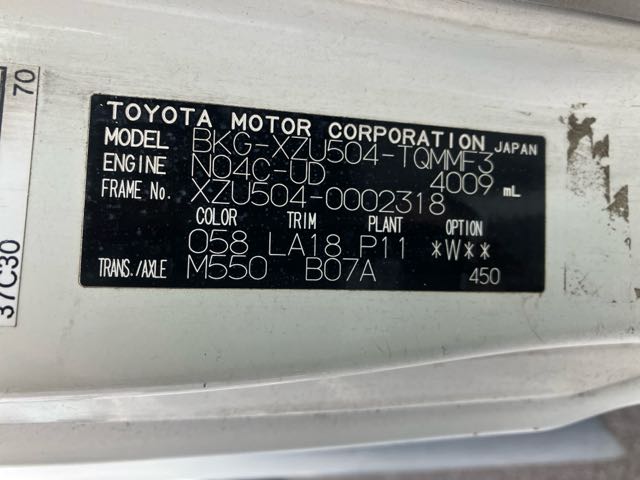 TOYOTA MOTOR CORPORATION JAPAN
MODEL BKG-XZU504-TQMMF3
ENGINE N04C-UD 4009 mL
FRAME No. XZU504-0002318
COLOR TRIM PLANT OPTION
058 LA18 P11 *W**
TRANS./AXLE M550 B07A 450
70
37C30